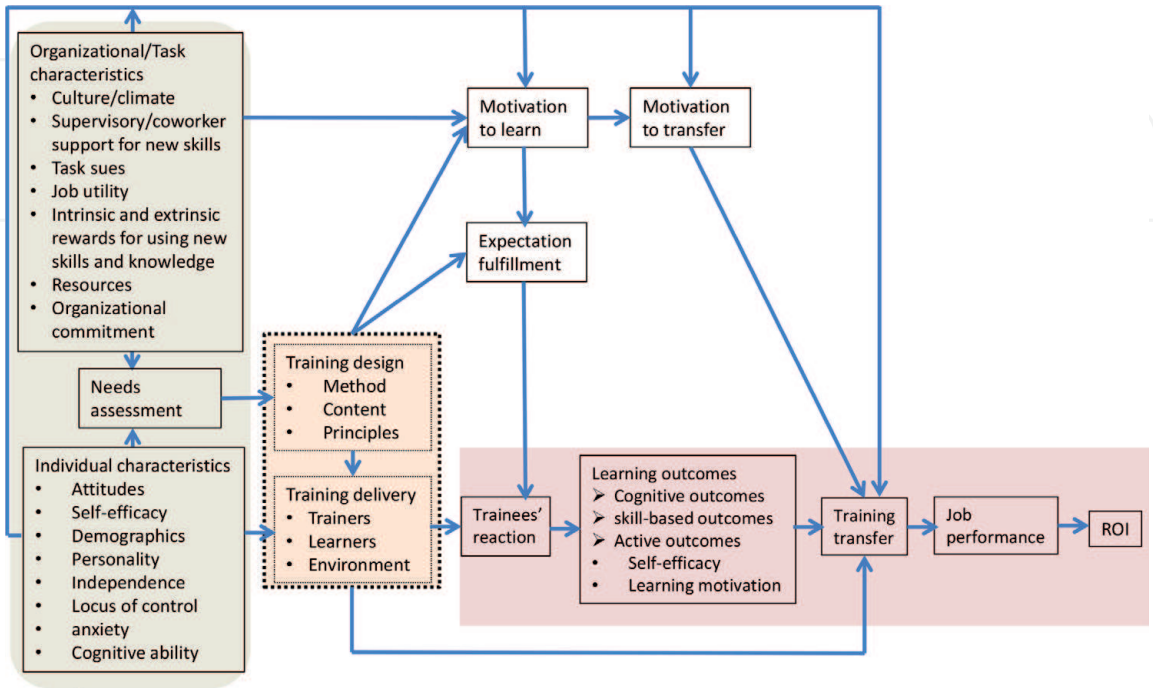 Organizational/Task
characteristics
• Culture/climate
• Supervisory/coworker
support for new skills
• Task sues
• Job utility
• Intrinsic and extrinsic
rewards for using new
skills and knowledge
• Resources
• Organizational
commitment
Needs
assessment
Individual characteristics
• Attitudes
• Self-efficacy
• Demographics
• Personality
• Independence
• Locus of control
• anxiety
• Cognitive ability
Training design
• Method
• Content
• Principles
Training delivery
• Trainers
• Learners
• Environment
Motivation
to learn
Motivation
to transfer
Expectation
fulfillment
Trainees'
reaction
Learning outcomes
➢ Cognitive outcomes
➢ skill-based outcomes
➢ Active outcomes
• Self-efficacy
• Learning motivation
Training
transfer
Job
performance
ROI